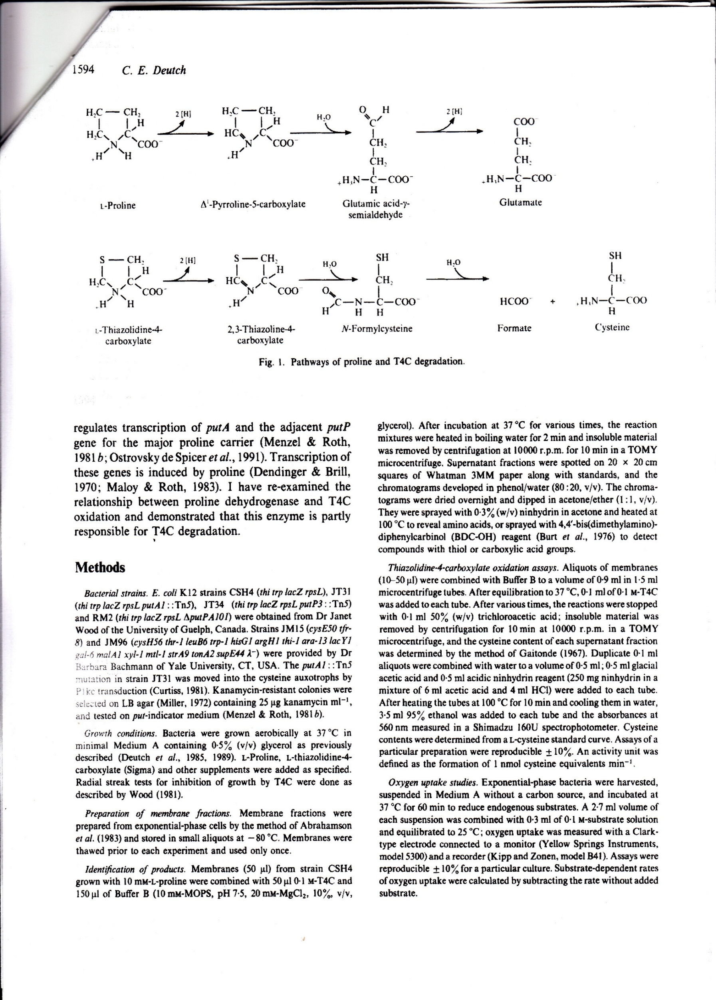 1594 C. E. Deutch
H₂C — CH₂
H
H₂C C
N COO⁻
+H H
2 [H]
H₂C — CH₂
H
HC C
N COO⁻
+H
H₂O
O H
C
CH₂
CH₂
+H₃N—C—COO⁻
H
2 [H]
COO⁻
CH₂
CH₂
+H₃N—C—COO⁻
H
L-Proline Δ¹-Pyrroline-5-carboxylate Glutamic acid-γ- Glutamate
semialdehyde
S — CH₂
H
H₂C C
N COO⁻
+H H
2 [H]
S — CH₂
H
HC C
N COO⁻
+H
H₂O
SH
CH₂
O
C—N—C—COO⁻
H H H
H₂O
HCOO⁻ +
SH
CH₂
+H₃N—C—COO
H
L-Thiazolidine-4- 2,3-Thiazoline-4- N-Formylcysteine Formate Cysteine
carboxylate carboxylate
Fig. 1. Pathways of proline and T4C degradation.
regulates transcription of putA and the adjacent putP
gene for the major proline carrier (Menzel & Roth,
1981b; Ostrovsky de Spicer et al., 1991). Transcription of
these genes is induced by proline (Dendinger & Brill,
1970; Maloy & Roth, 1983). I have re-examined the
relationship between proline dehydrogenase and T4C
oxidation and demonstrated that this enzyme is partly
responsible for T4C degradation.
Methods
Bacterial strains. E. coli K12 strains CSH4 (thi trp lacZ rpsL), JT31
(thi trp lacZ rpsL putA1::Tn5), JT34 (thi trp lacZ rpsL putP3::Tn5)
and RM2 (thi trp lacZ rpsL ΔputPA101) were obtained from Dr Janet
Wood of the University of Guelph, Canada. Strains JM15 (cysE50 tfr-
8) and JM96 (cysH56 thr-1 leuB6 trp-1 hisG1 argH1 thi-1 ara-13 lacY1
gal-6 malA1 xyl-1 mtl-1 strA9 tonA2 supE44 λ⁻) were provided by Dr
Barbara Bachmann of Yale University, CT, USA. The putA1::Tn5
mutation in strain JT31 was moved into the cysteine auxotrophs by
P1kc transduction (Curtiss, 1981). Kanamycin-resistant colonies were
selected on LB agar (Miller, 1972) containing 25 µg kanamycin ml⁻¹,
and tested on put-indicator medium (Menzel & Roth, 1981b).
Growth conditions. Bacteria were grown aerobically at 37 °C in
minimal Medium A containing 0·5% (v/v) glycerol as previously
described (Deutch et al., 1985, 1989). L-Proline, L-thiazolidine-4-
carboxylate (Sigma) and other supplements were added as specified.
Radial streak tests for inhibition of growth by T4C were done as
described by Wood (1981).
Preparation of membrane fractions. Membrane fractions were
prepared from exponential-phase cells by the method of Abrahamson
et al. (1983) and stored in small aliquots at −80 °C. Membranes were
thawed prior to each experiment and used only once.
Identification of products. Membranes (50 µl) from strain CSH4
grown with 10 mM-L-proline were combined with 50 µl 0·1 M-T4C and
150 µl of Buffer B (10 mM-MOPS, pH 7·5, 20 mM-MgCl₂, 10%, v/v,
glycerol). After incubation at 37 °C for various times, the reaction
mixtures were heated in boiling water for 2 min and insoluble material
was removed by centrifugation at 10000 r.p.m. for 10 min in a TOMY
microcentrifuge. Supernatant fractions were spotted on 20 × 20 cm
squares of Whatman 3MM paper along with standards, and the
chromatograms developed in phenol/water (80:20, v/v). The chroma-
tograms were dried overnight and dipped in acetone/ether (1:1, v/v).
They were sprayed with 0·3% (w/v) ninhydrin in acetone and heated at
100 °C to reveal amino acids, or sprayed with 4,4′-bis(dimethylamino)-
diphenylcarbinol (BDC-OH) reagent (Burt et al., 1976) to detect
compounds with thiol or carboxylic acid groups.
Thiazolidine-4-carboxylate oxidation assays. Aliquots of membranes
(10–50 µl) were combined with Buffer B to a volume of 0·9 ml in 1·5 ml
microcentrifuge tubes. After equilibration to 37 °C, 0·1 ml of 0·1 M-T4C
was added to each tube. After various times, the reactions were stopped
with 0·1 ml 50% (w/v) trichloroacetic acid; insoluble material was
removed by centrifugation for 10 min at 10000 r.p.m. in a TOMY
microcentrifuge, and the cysteine content of each supernatant fraction
was determined by the method of Gaitonde (1967). Duplicate 0·1 ml
aliquots were combined with water to a volume of 0·5 ml; 0·5 ml glacial
acetic acid and 0·5 ml acidic ninhydrin reagent (250 mg ninhydrin in a
mixture of 6 ml acetic acid and 4 ml HCl) were added to each tube.
After heating the tubes at 100 °C for 10 min and cooling them in water,
3·5 ml 95% ethanol was added to each tube and the absorbances at
560 nm measured in a Shimadzu 160U spectrophotometer. Cysteine
contents were determined from a L-cysteine standard curve. Assays of a
particular preparation were reproducible ±10%. An activity unit was
defined as the formation of 1 nmol cysteine equivalents min⁻¹.
Oxygen uptake studies. Exponential-phase bacteria were harvested,
suspended in Medium A without a carbon source, and incubated at
37 °C for 60 min to reduce endogenous substrates. A 2·7 ml volume of
each suspension was combined with 0·3 ml of 0·1 M-substrate solution
and equilibrated to 25 °C; oxygen uptake was measured with a Clark-
type electrode connected to a monitor (Yellow Springs Instruments,
model 5300) and a recorder (Kipp and Zonen, model B41). Assays were
reproducible ±10% for a particular culture. Substrate-dependent rates
of oxygen uptake were calculated by subtracting the rate without added
substrate.